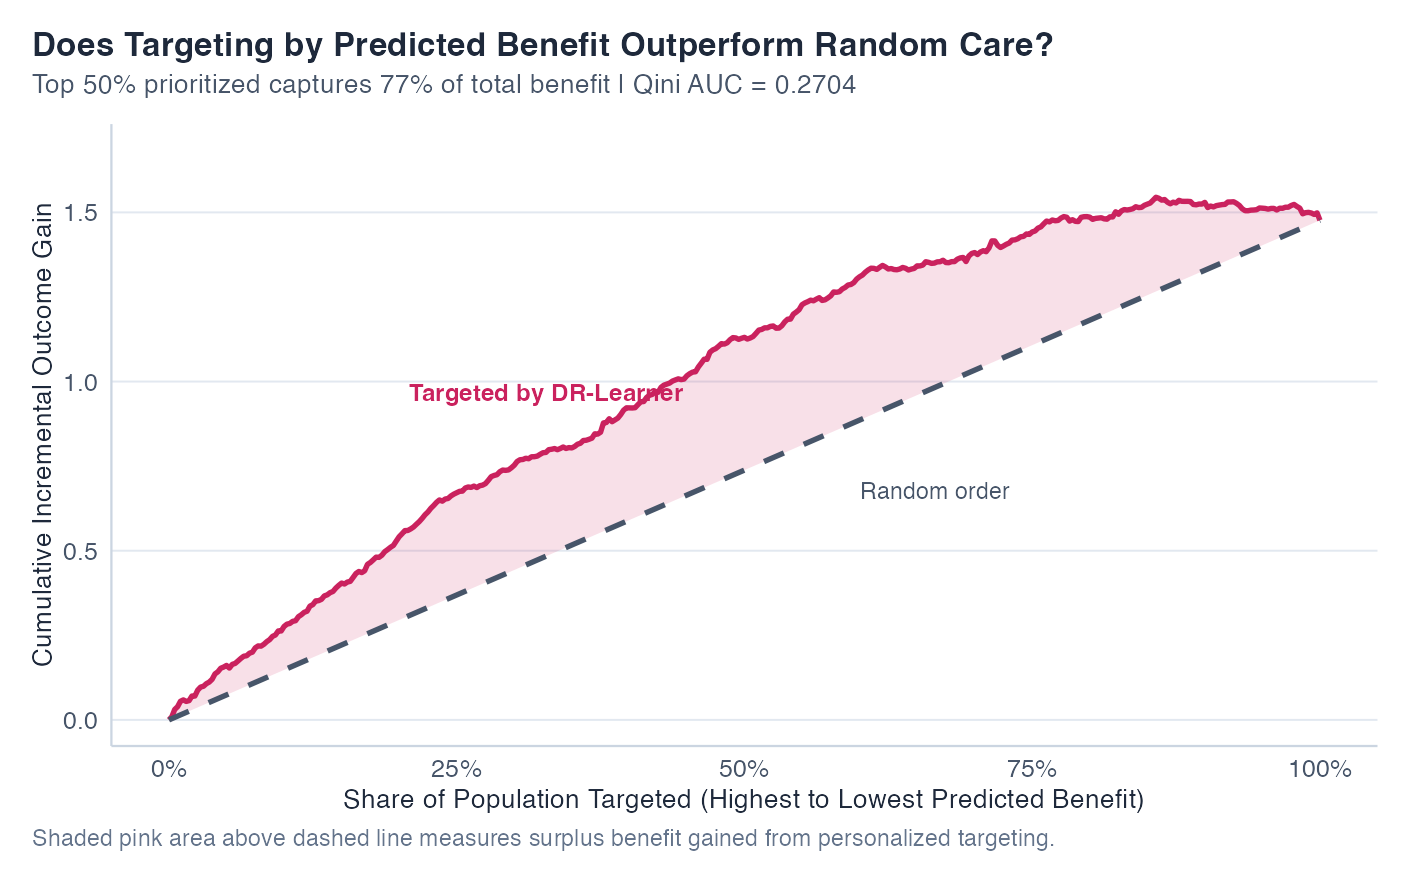 Does Targeting by Predicted Benefit Outperform Random Care?
Top 50% prioritized captures 77% of total benefit | Qini AUC = 0.2704
Cumulative Incremental Outcome Gain
1.5
1.0
0.5
0.0
Targeted by DR-Learner
Random order
0% 25% 50% 75% 100%
Share of Population Targeted (Highest to Lowest Predicted Benefit)
Shaded pink area above dashed line measures surplus benefit gained from personalized targeting.